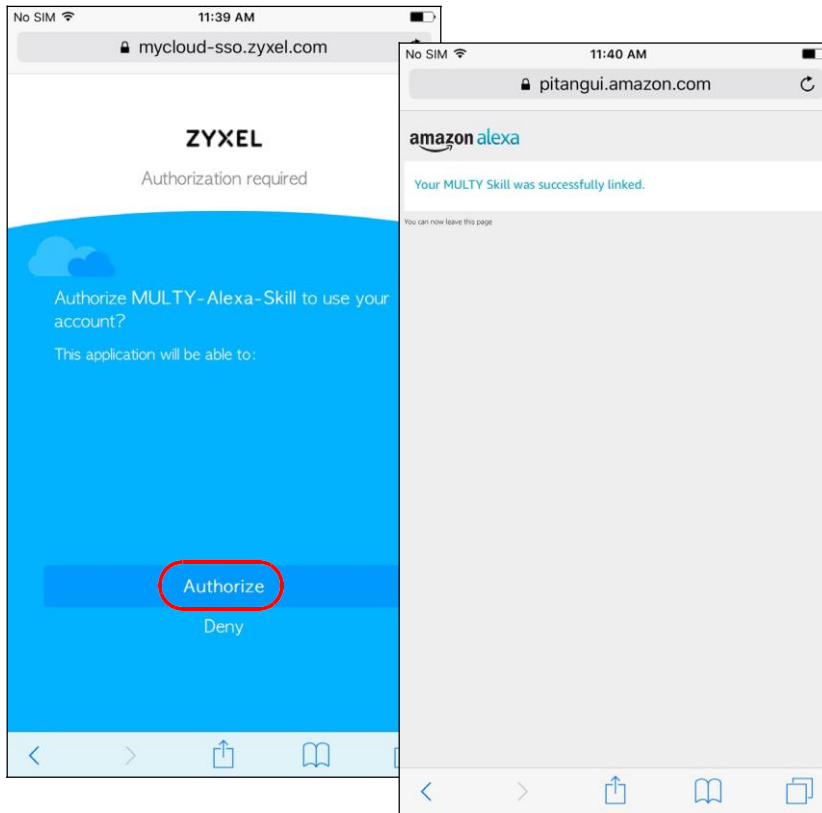 No SIM 11:39 AM
mycloud-sso.zyxel.com
ZYXEL
Authorization required
Authorize MULTY-Alexa-Skill to use your
account?
This application will be able to:
Authorize
Deny
No SIM 11:40 AM
pitangui.amazon.com
amazon alexa
Your MULTY Skill was successfully linked.
You can now leave this page